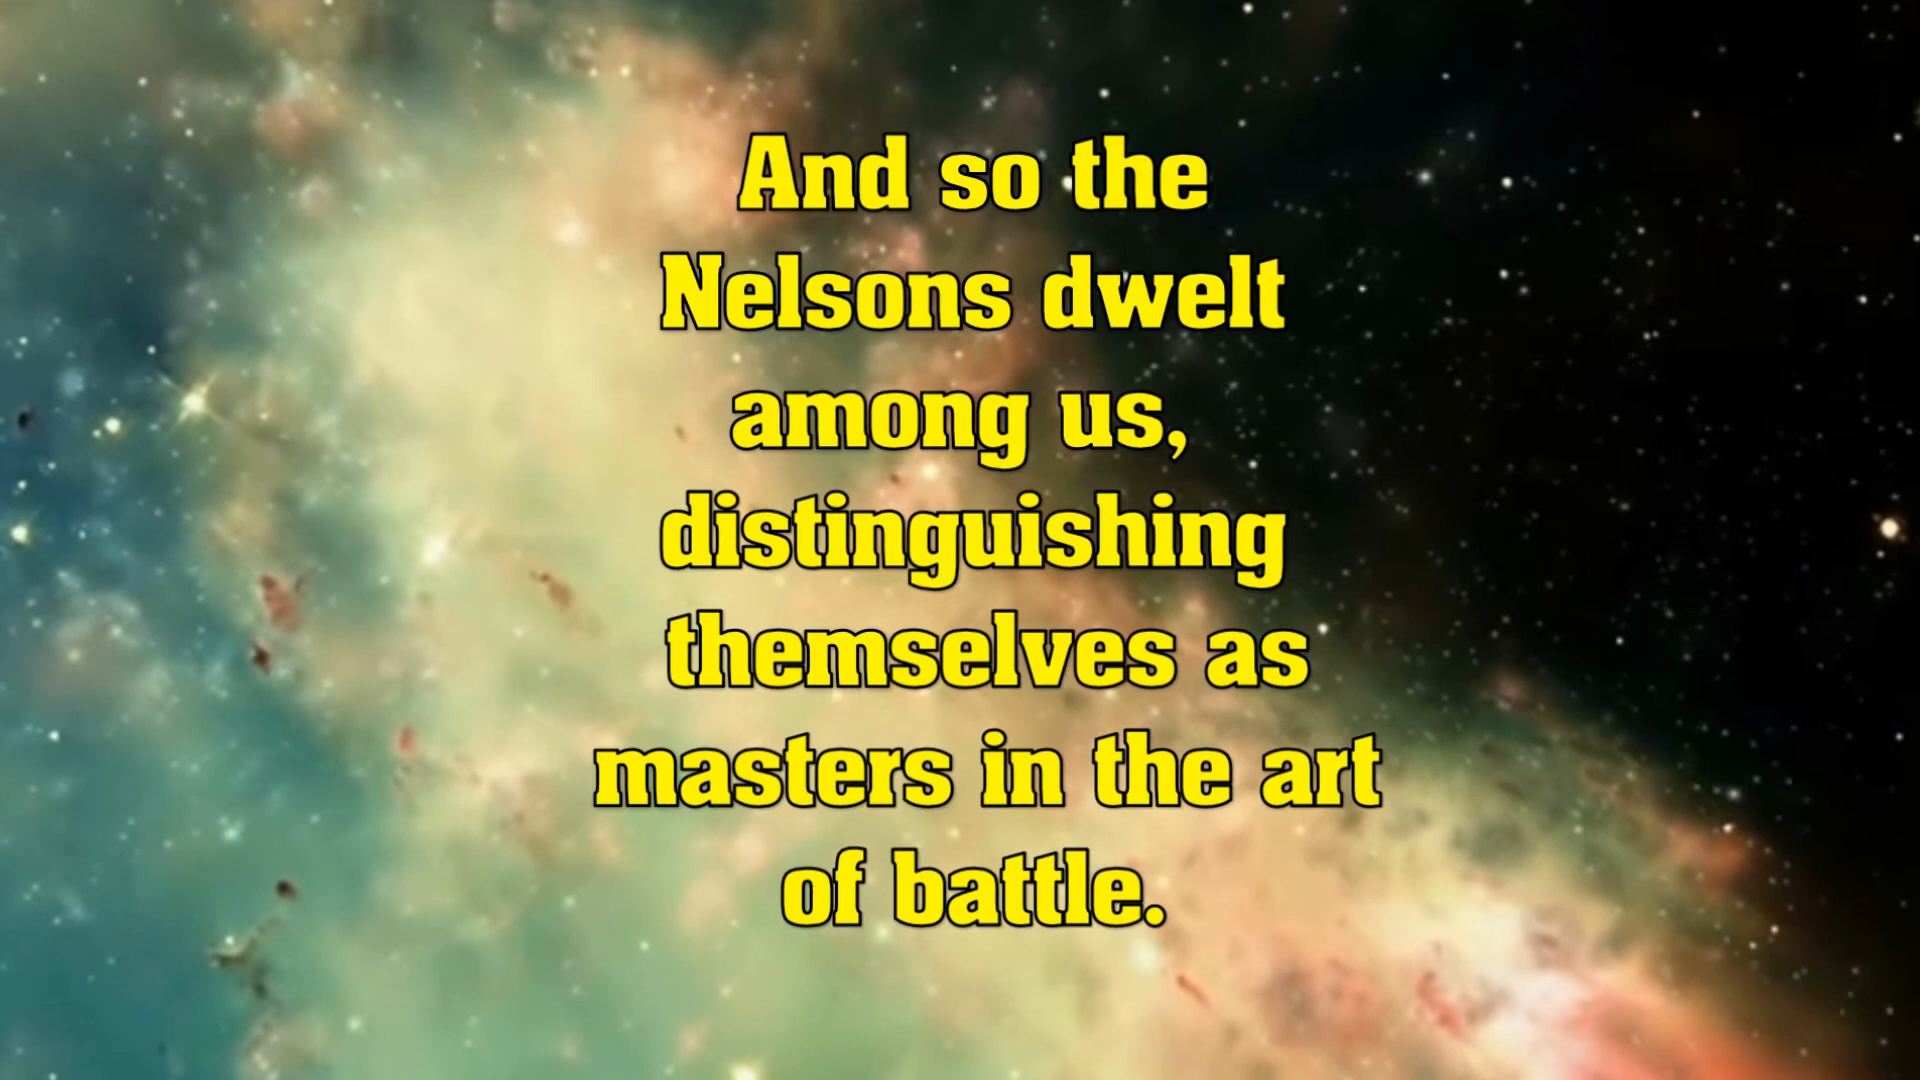 And so the
Nelsons dwelt
among us,
distinguishing
themselves as
masters in the art
of battle.